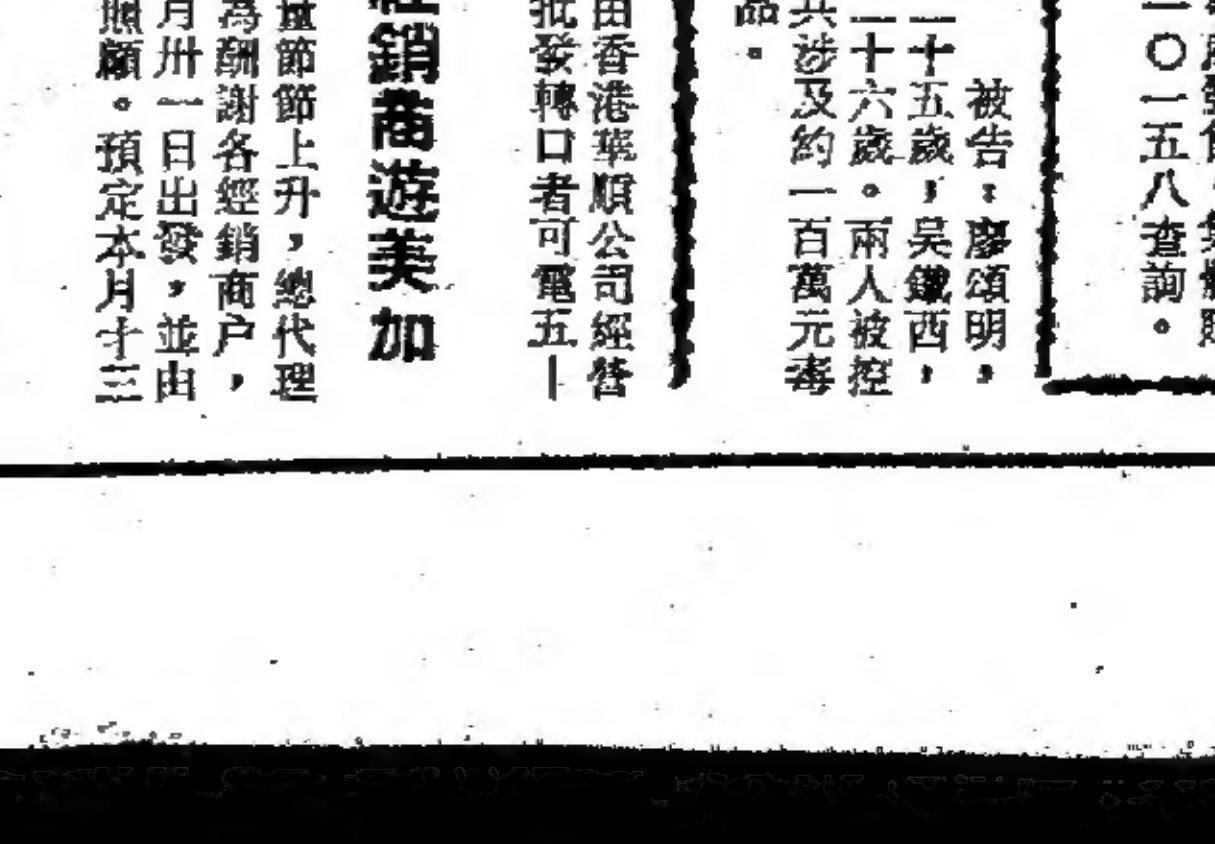 一〇一五八查詢。
被告：廖頌明，
二十五歲，吳鐵西，
二十六歲。兩人被控
共涉及約一百萬元毒
品。
由香港華順公司經營
批發轉口者可電五—
經銷商遊美加
量節節上升，總代理
為酬謝各經銷商户，
月卅一日出發，並由
照顧。預定本月十三